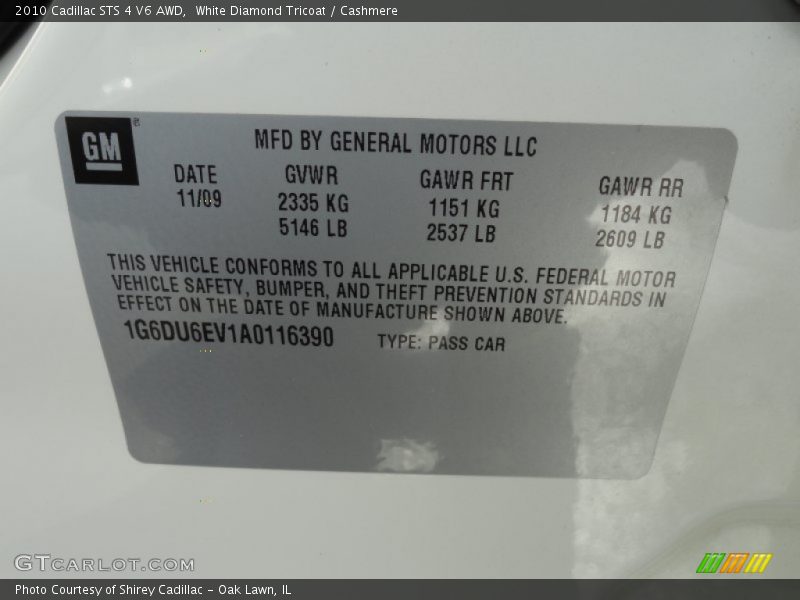 2010 Cadillac STS 4 V6 AWD,  White Diamond Tricoat / Cashmere
GM®
MFD BY GENERAL MOTORS LLC
DATE GVWR GAWR FRT GAWR RR
11/09 2335 KG 1151 KG 1184 KG
5146 LB 2537 LB 2609 LB
THIS VEHICLE CONFORMS TO ALL APPLICABLE U.S. FEDERAL MOTOR
VEHICLE SAFETY, BUMPER, AND THEFT PREVENTION STANDARDS IN
EFFECT ON THE DATE OF MANUFACTURE SHOWN ABOVE.
1G6DU6EV1A0116390 TYPE: PASS CAR
GTCARLOT.COM
Photo Courtesy of Shirey Cadillac – Oak Lawn, IL